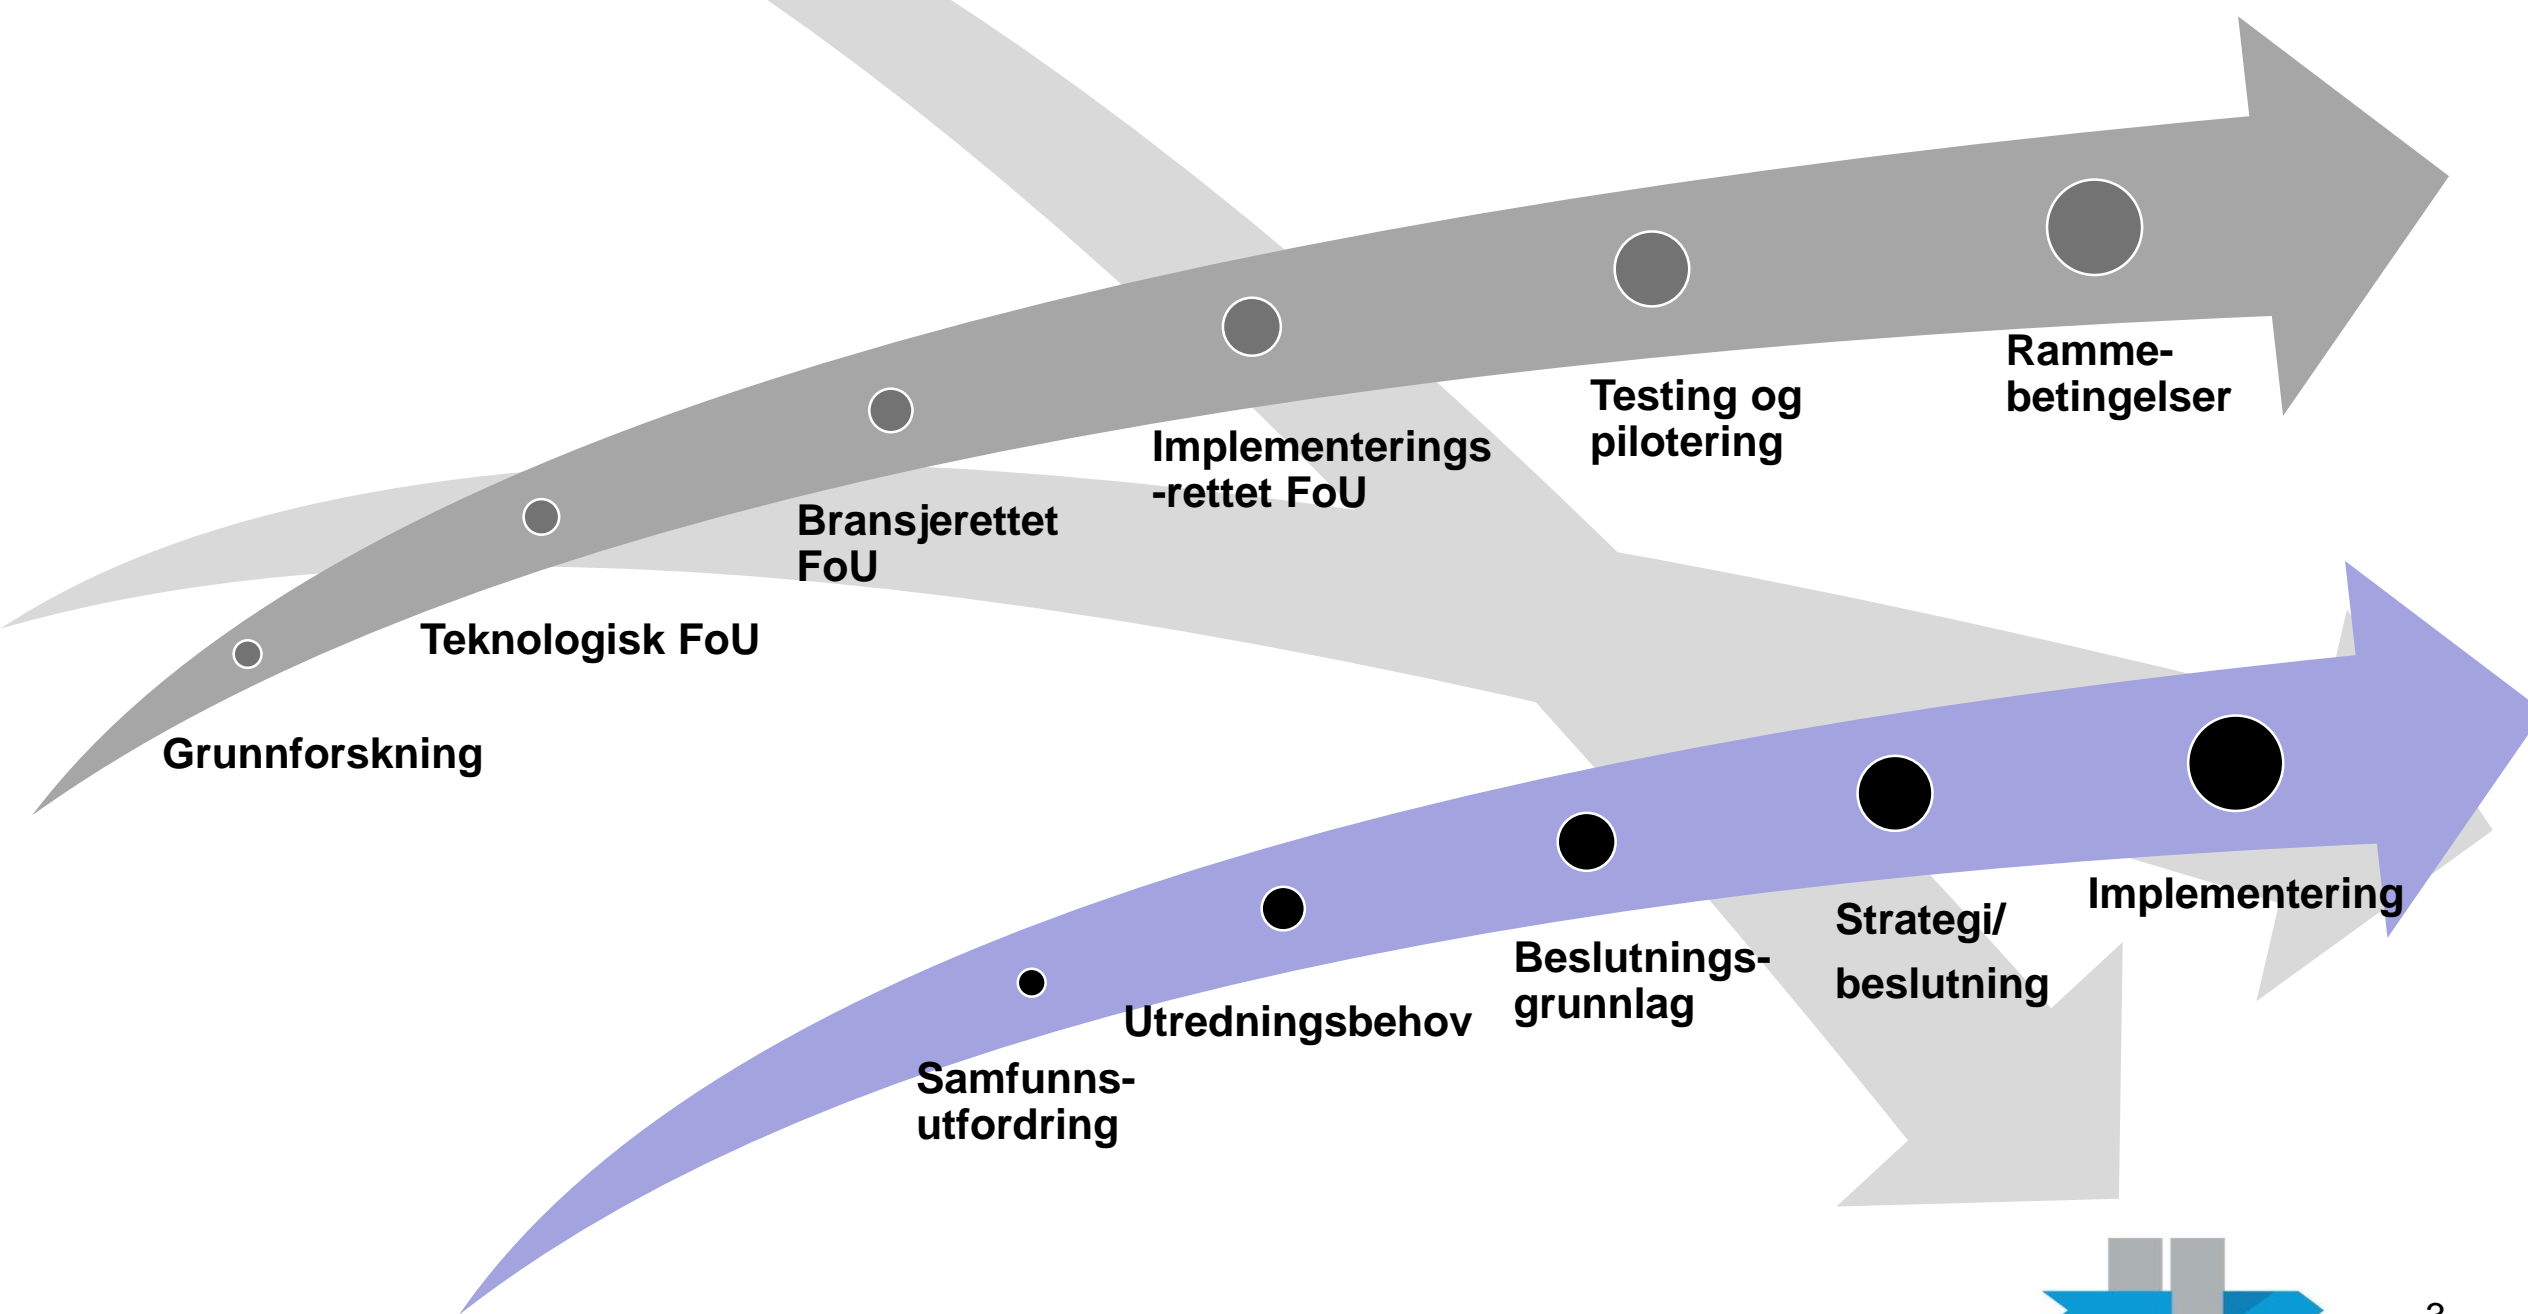 Grunnforskning
Teknologisk FoU
Bransjerettet
FoU
Implementerings
-rettet FoU
Testing og
pilotering
Ramme-
betingelser
Samfunns-
utfordring
Utredningsbehov
Beslutnings-
grunnlag
Strategi/
beslutning
Implementering